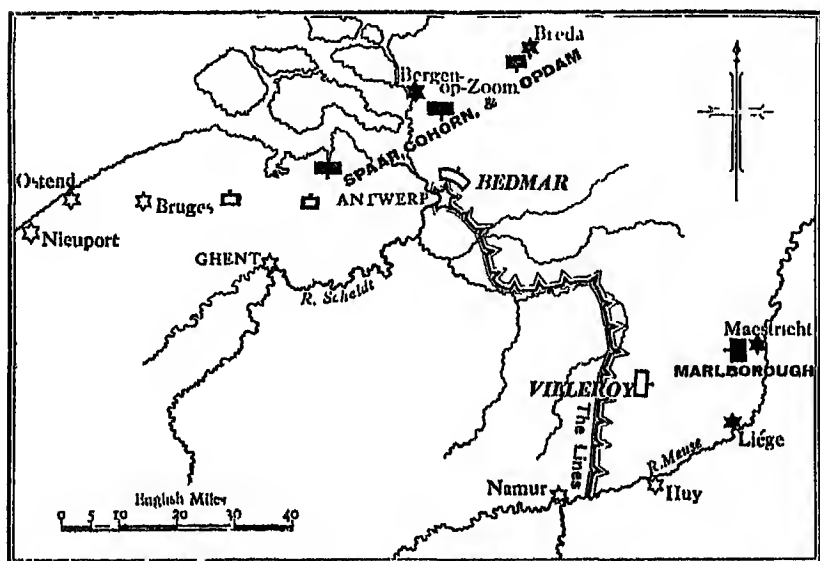 Breda
Bergen-
op-Zoom
SPAAR, COHORN, & OPDAM
Ostend
Bruges
ANTWERP
BEDMAR
Nieuport
GHENT
R. Scheldt
Maestricht
MARLBOROUGH
VILLEROY
The Lines
Liége
R. Meuse
Namur
Huy
English Miles
0 5 10 20 30 40